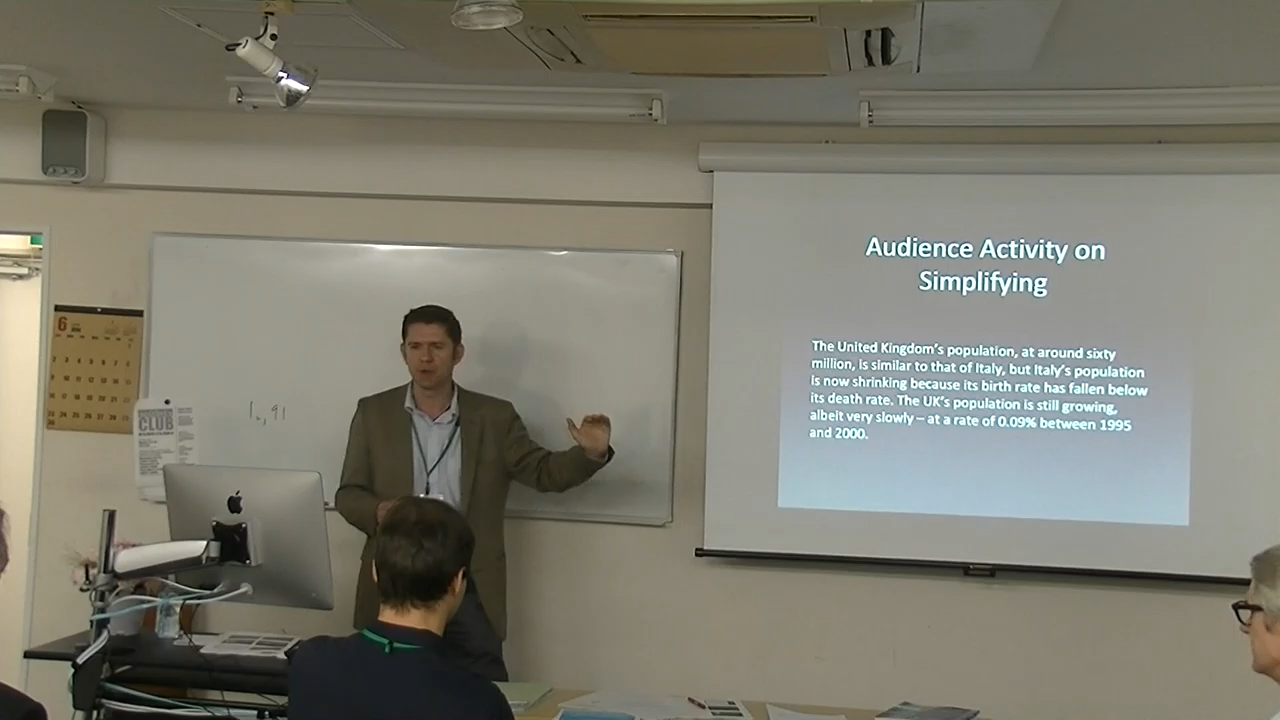 Audience Activity on
Simplifying
The United Kingdom's population, at around sixty
million, is similar to that of Italy, but Italy's population
is now shrinking because its birth rate has fallen below
its death rate. The UK's population is still growing,
albeit very slowly – at a rate of 0.09% between 1995
and 2000.
6
CLUB